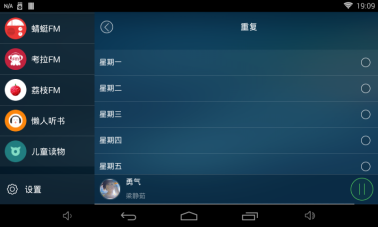 N/A
19:09
蜻蜓FM
考拉FM
荔枝FM
懒人听书
儿童读物
设置
重复
星期一
星期二
星期三
星期四
星期五
勇气
梁静茹